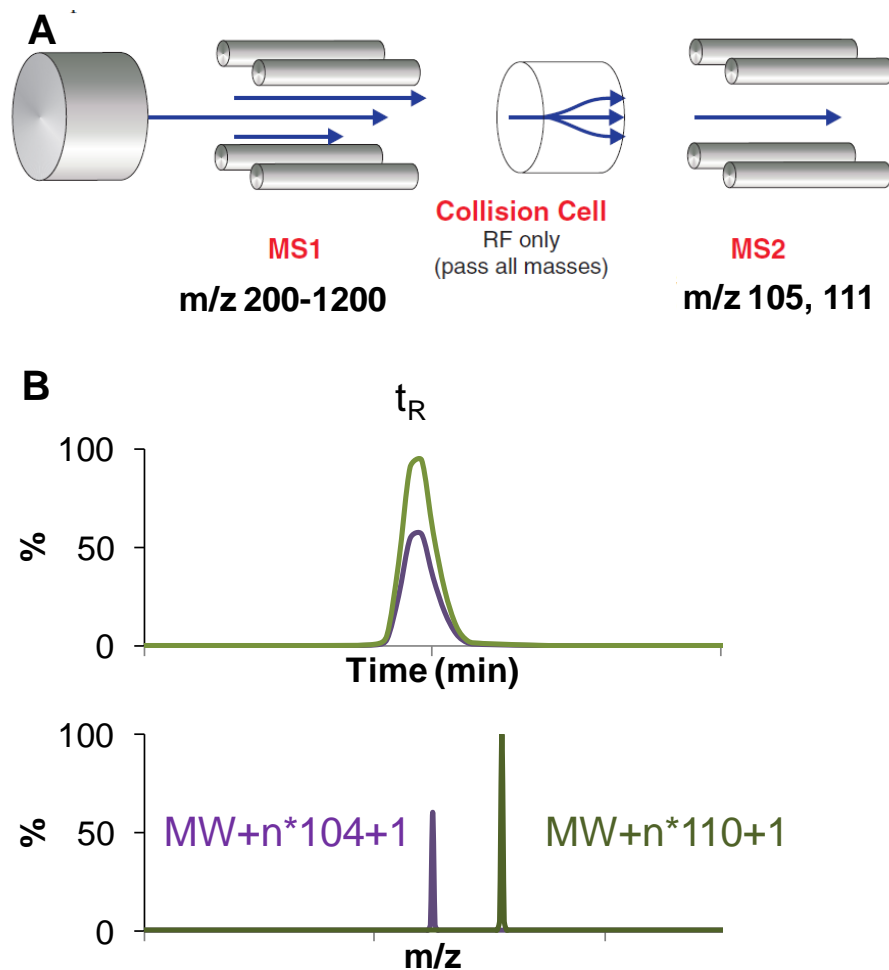 A
MS1
m/z 200-1200
Collision Cell
RF only
(pass all masses)
MS2
m/z 105, 111
B
tR
100
50
0
%
Time (min)
100
50
0
%
MW+n*104+1
MW+n*110+1
m/z